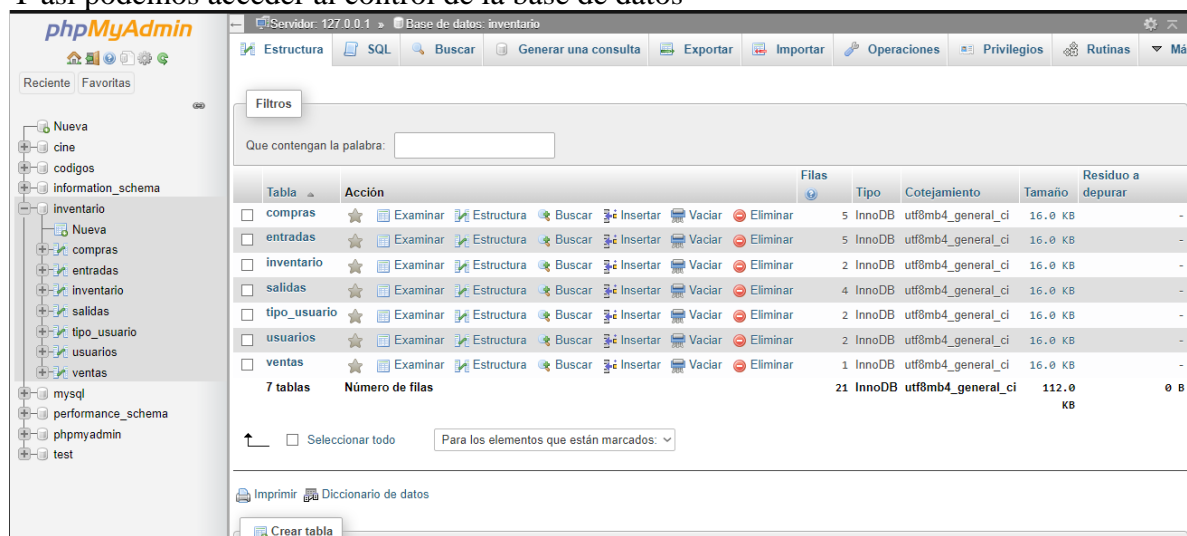 Y así podemos acceder al control de la base de datos
phpMyAdmin
Reciente Favoritas
Nueva
cine
codigos
information_schema
inventario
Nueva
compras
entradas
inventario
salidas
tipo_usuario
usuarios
ventas
mysql
performance_schema
phpmyadmin
test
Servidor: 127.0.0.1 » Base de datos: inventario
Estructura SQL Buscar Generar una consulta Exportar Importar Operaciones Privilegios Rutinas Má
Filtros
Que contengan la palabra:
Tabla Acción Filas Tipo Cotejamiento Tamaño Residuo a depurar
compras Examinar Estructura Buscar Insertar Vaciar Eliminar 5 InnoDB utf8mb4_general_ci 16.0 KB -
entradas Examinar Estructura Buscar Insertar Vaciar Eliminar 5 InnoDB utf8mb4_general_ci 16.0 KB -
inventario Examinar Estructura Buscar Insertar Vaciar Eliminar 2 InnoDB utf8mb4_general_ci 16.0 KB -
salidas Examinar Estructura Buscar Insertar Vaciar Eliminar 4 InnoDB utf8mb4_general_ci 16.0 KB -
tipo_usuario Examinar Estructura Buscar Insertar Vaciar Eliminar 2 InnoDB utf8mb4_general_ci 16.0 KB -
usuarios Examinar Estructura Buscar Insertar Vaciar Eliminar 2 InnoDB utf8mb4_general_ci 16.0 KB -
ventas Examinar Estructura Buscar Insertar Vaciar Eliminar 1 InnoDB utf8mb4_general_ci 16.0 KB -
7 tablas Número de filas 21 InnoDB utf8mb4_general_ci 112.0 KB 0 B
Seleccionar todo Para los elementos que están marcados:
Imprimir Diccionario de datos
Crear tabla